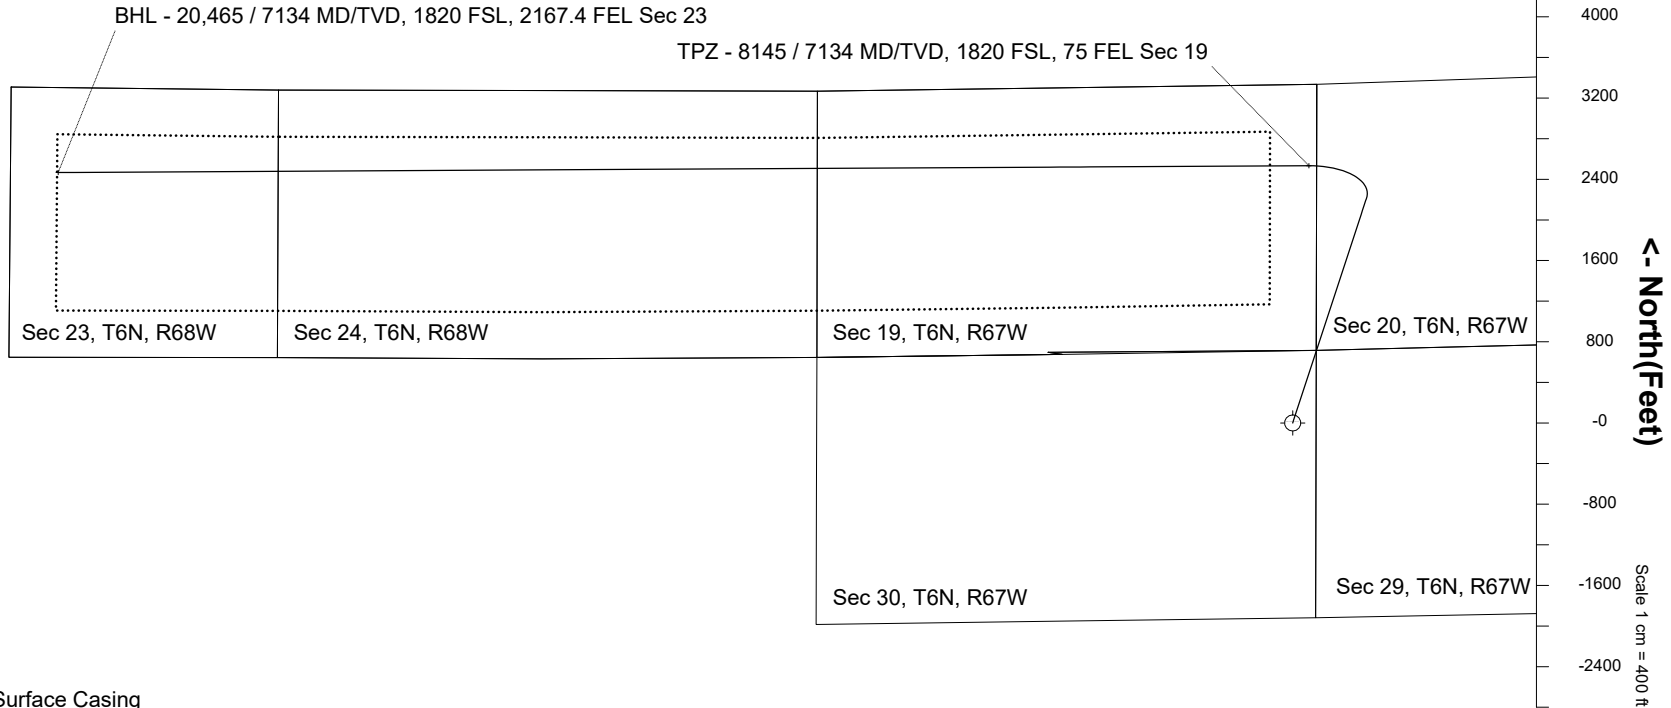 BHL - 20,465 / 7134 MD/TVD, 1820 FSL, 2167.4 FEL Sec 23
TPZ - 8145 / 7134 MD/TVD, 1820 FSL, 75 FEL Sec 19
4000
3200
2400
1600
800
-0
-800
-1600
-2400
<- North(Feet)
Scale 1 cm = 400 ft
Sec 23, T6N, R68W
Sec 24, T6N, R68W
Sec 19, T6N, R67W
Sec 20, T6N, R67W
Sec 30, T6N, R67W
Sec 29, T6N, R67W
Surface Casing